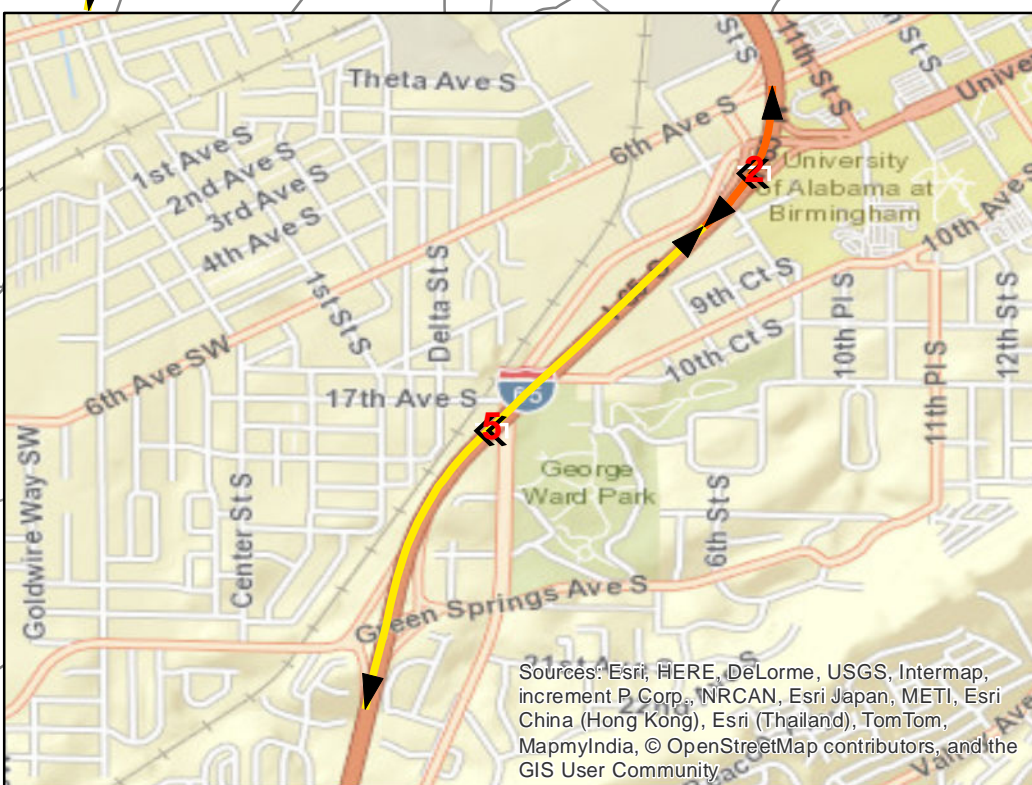 St S
11th St S
St S
Theta Ave S
6th Ave S
1st Ave S
2nd Ave S
3rd Ave S
4th Ave S
2
University
of Alabama at
Birmingham
10th Ave S
1st St S
Delta St S
9th Ct S
10th Ct S
10th Pl S
12th St S
11th Pl S
6th Ave SW
17th Ave S
65
5
George
Ward Park
Goldwire Way SW
Center St S
6th St S
Green Springs Ave S
Sources: Esri, HERE, DeLorme, USGS, Intermap,
increment P Corp., NRCAN, Esri Japan, METI, Esri
China (Hong Kong), Esri (Thailand), TomTom,
MapmyIndia, © OpenStreetMap contributors, and the
GIS User Community